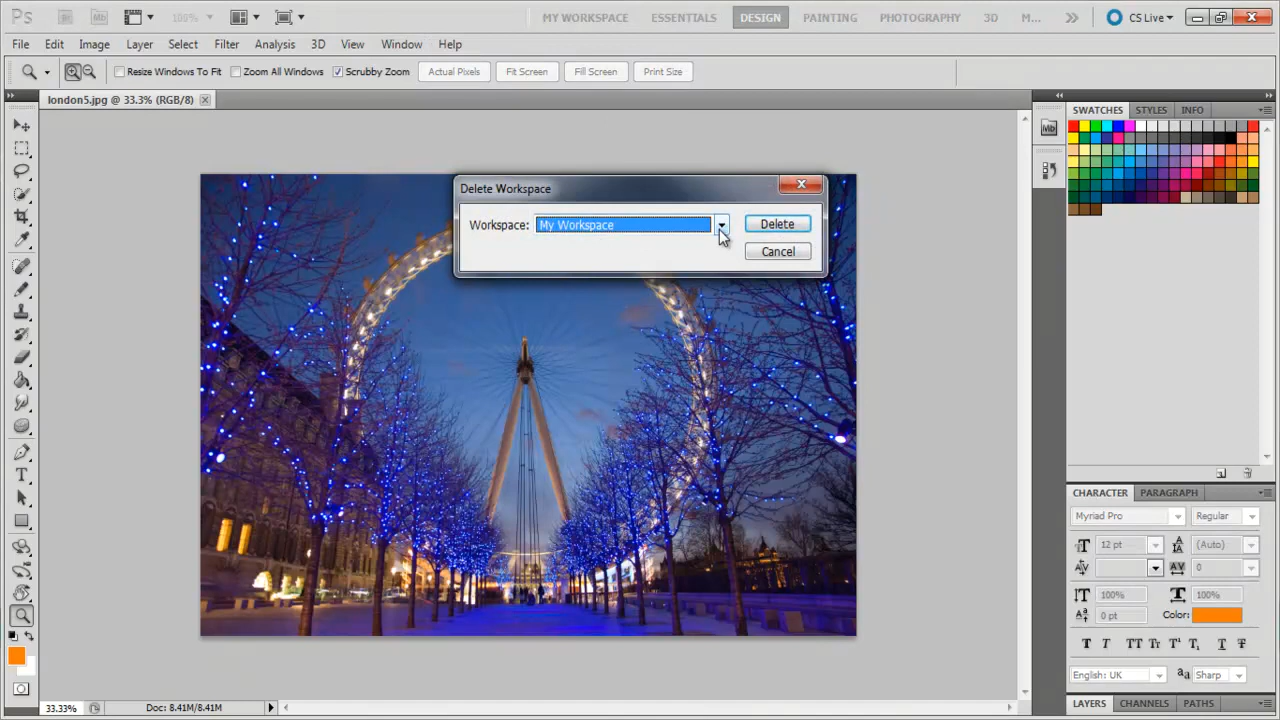 Ps Br Mb 100% MY WORKSPACE ESSENTIALS DESIGN PAINTING PHOTOGRAPHY 3D M... CS Live
File Edit Image Layer Select Filter Analysis 3D View Window Help
Resize Windows To Fit Zoom All Windows Scrubby Zoom Actual Pixels Fit Screen Fill Screen Print Size
london5.jpg @ 33.3% (RGB/8)
SWATCHES STYLES INFO
Mb
Delete Workspace
Workspace: My Workspace Delete
Cancel
CHARACTER PARAGRAPH
Myriad Pro Regular
12 pt (Auto)
0
100% 100%
0 pt Color:
English: UK Sharp
33.33% Doc: 8.41M/8.41M
LAYERS CHANNELS PATHS